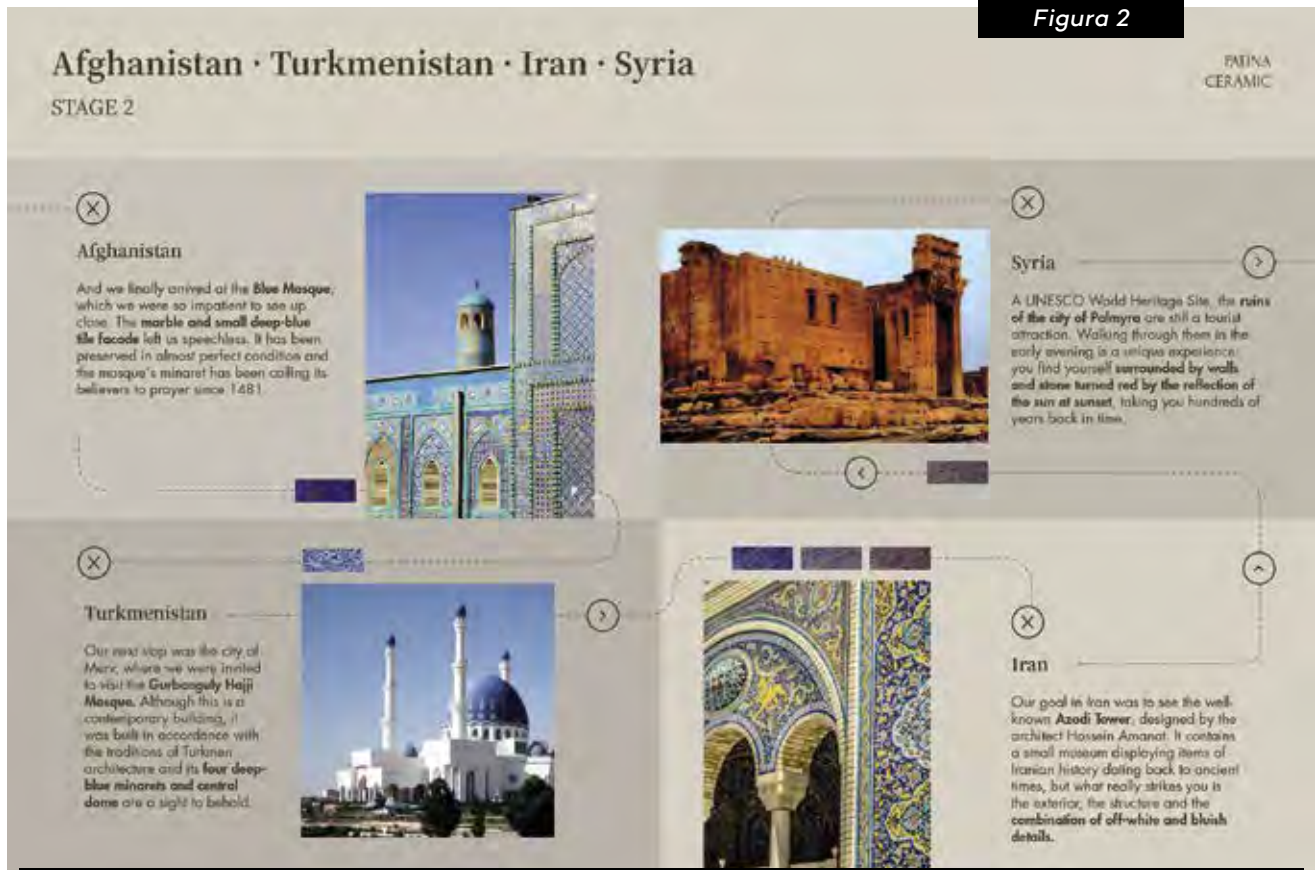 Figura 2
Afghanistan · Turkmenistan · Iran · Syria
STAGE 2
PATINA
CERAMIC
Afghanistan
And we finally arrived at the Blue Mosque,
which we were so impatient to see up
close. The marble and small deep-blue
tile facade left us speechless. It has been
preserved in almost perfect condition and
the mosque's minaret has been calling its
believers to prayer since 1481.
Syria
A UNESCO World Heritage Site, the ruins
of the city of Palmyra are still a tourist
attraction. Walking through them in the
early evening is a unique experience:
you find yourself surrounded by walls
and stone turned red by the reflection of
the sun at sunset, taking you hundreds of
years back in time.
Turkmenistan
Our next stop was the city of
Merv, where we were invited
to visit the Gurbanguly Hajji
Mosque. Although this is a
contemporary building, it
was built in accordance with
the traditions of Turkmen
architecture and its four deep-
blue minarets and central
dome are a sight to behold.
Iran
Our goal in Iran was to see the well-
known Azadi Tower, designed by the
architect Hossein Amanat. It contains
a small museum displaying items of
Iranian history dating back to ancient
times, but what really strikes you is
the exterior, the structure and the
combination of off-white and bluish
details.